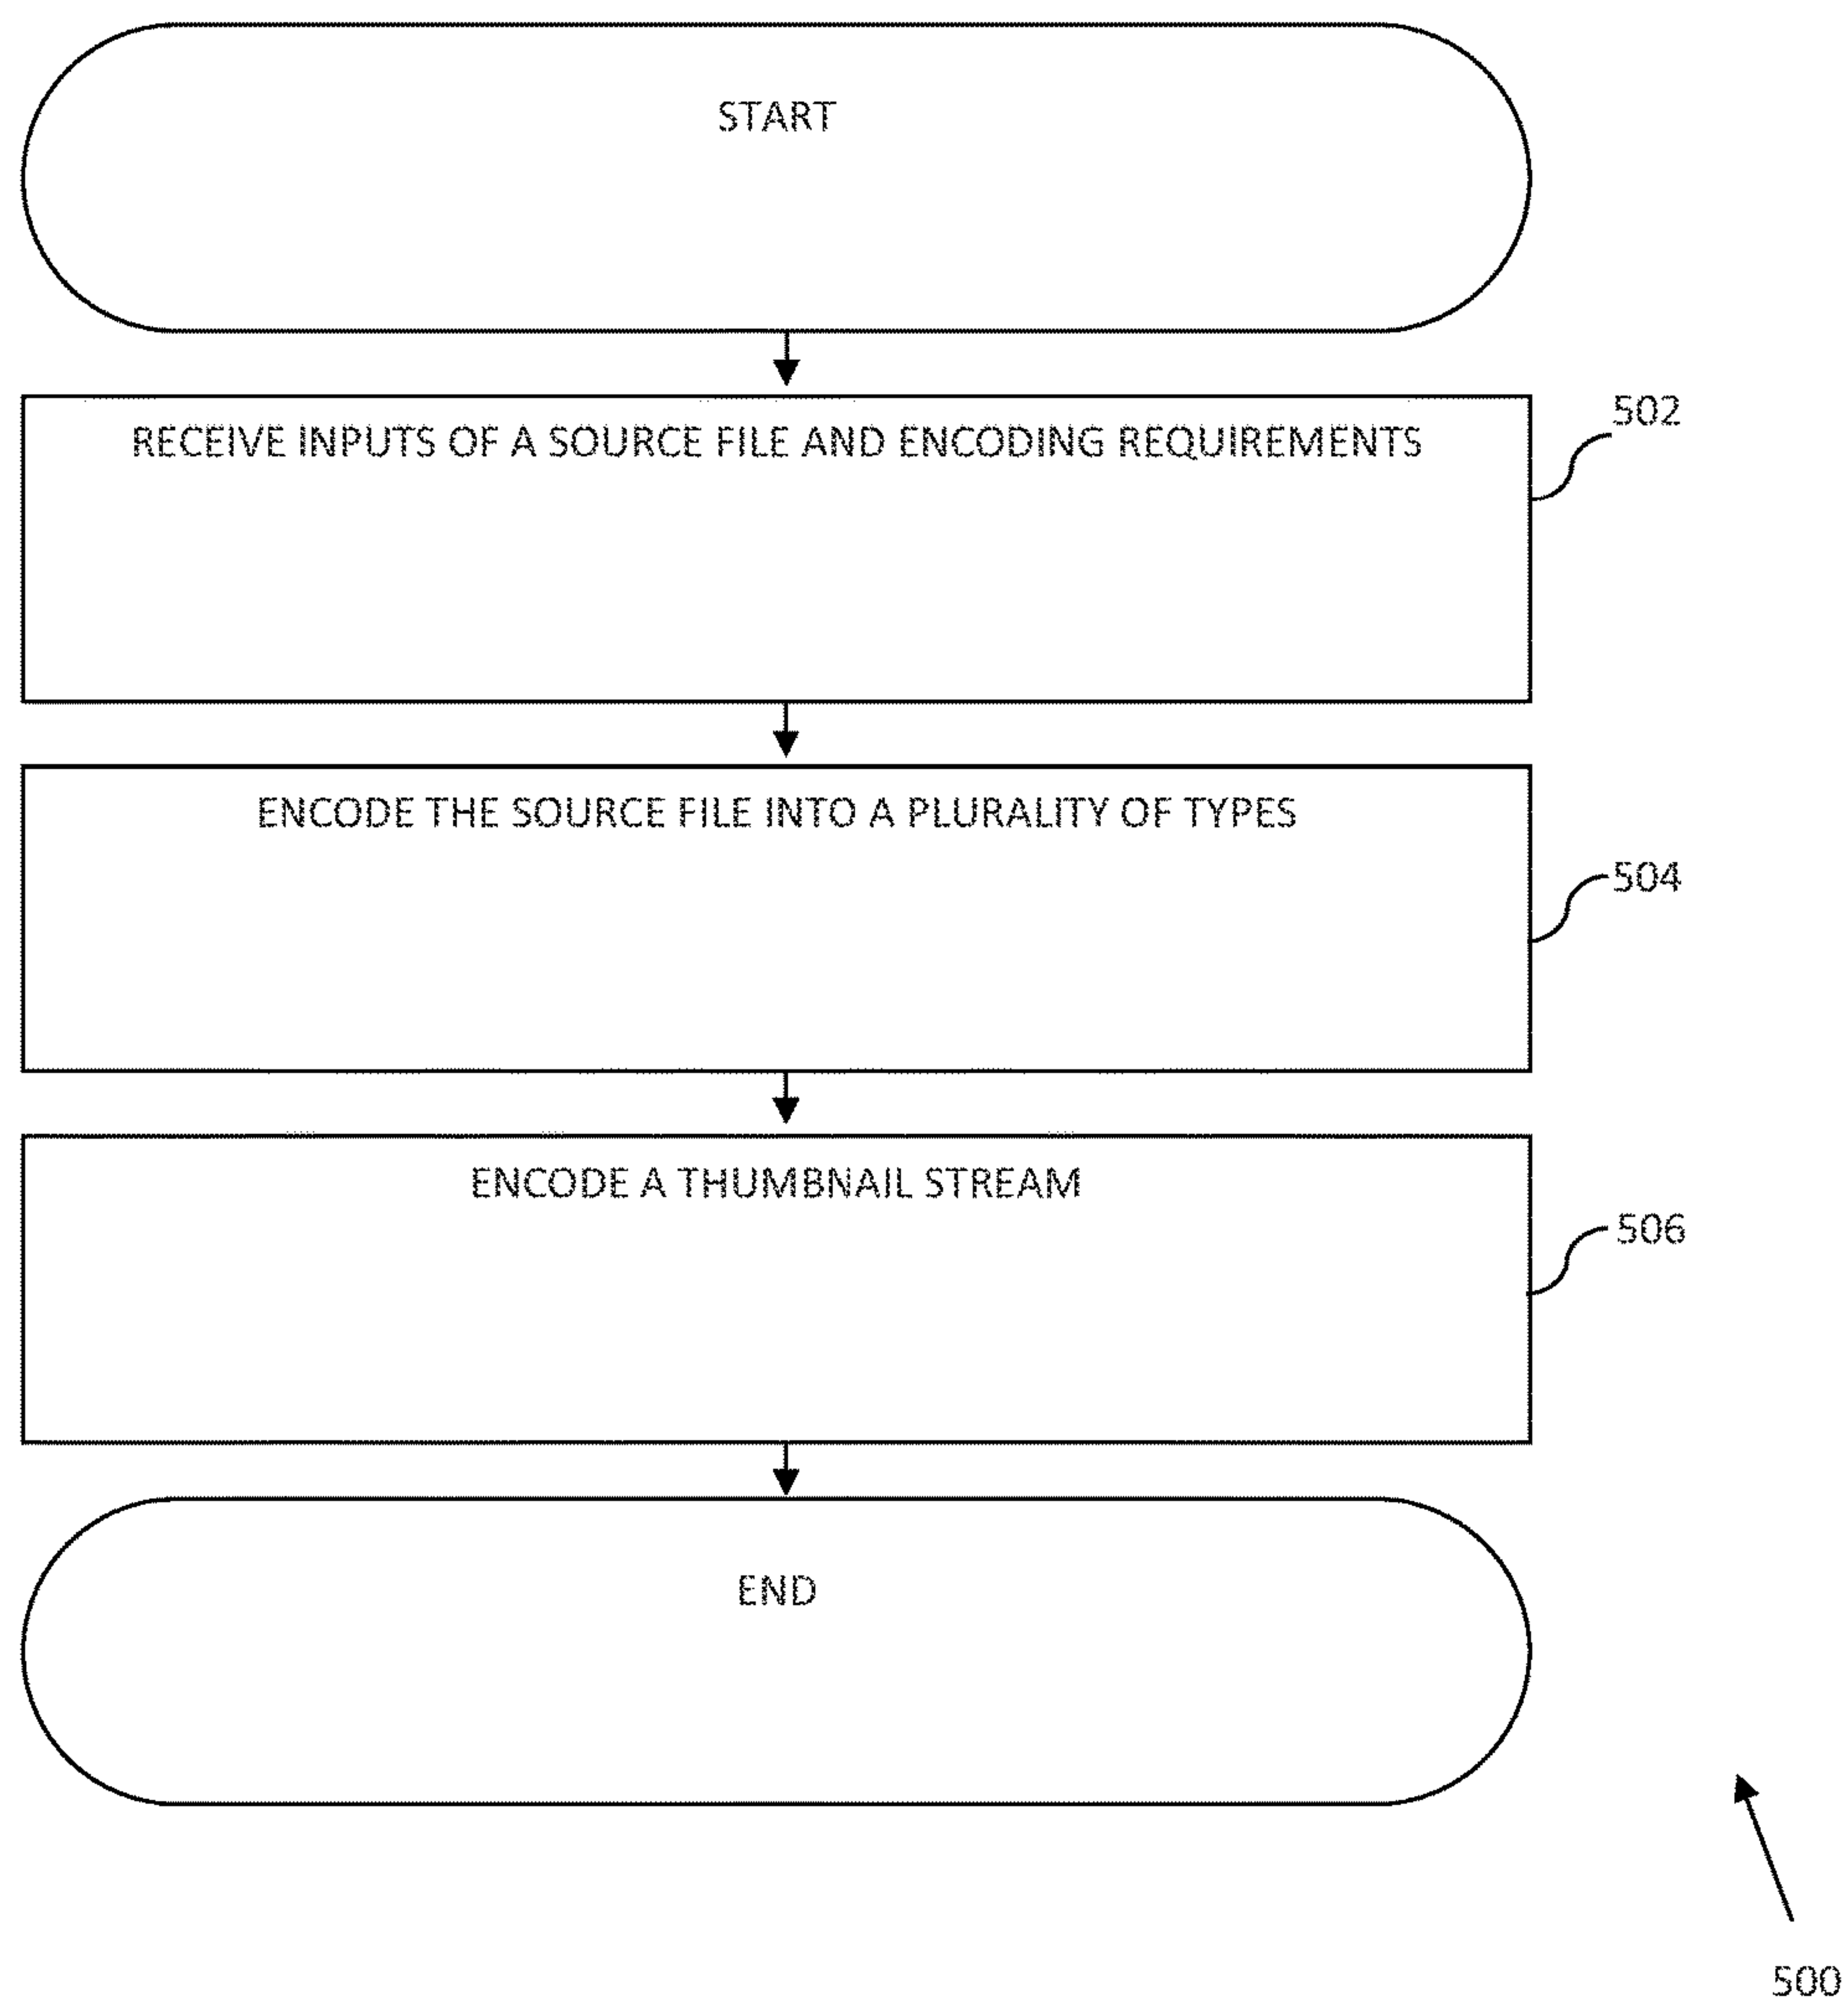 START
RECEIVE INPUTS OF A SOURCE FILE AND ENCODING REQUIREMENTS
502
ENCODE THE SOURCE FILE INTO A PLURALITY OF TYPES
504
ENCODE A THUMBNAIL STREAM
506
END
500